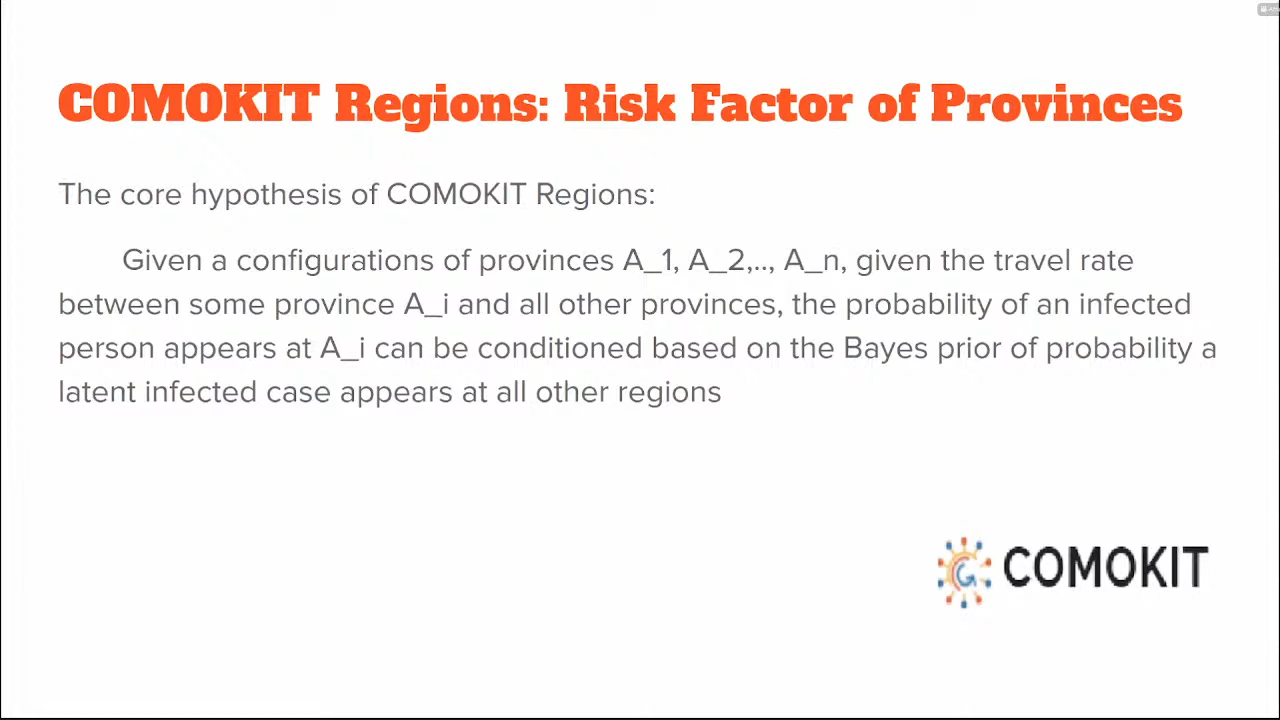 COMOKIT Regions: Risk Factor of Provinces
The core hypothesis of COMOKIT Regions:
Given a configurations of provinces A_1, A_2,.., A_n, given the travel rate
between some province A_i and all other provinces, the probability of an infected
person appears at A_i can be conditioned based on the Bayes prior of probability a
latent infected case appears at all other regions
COMOKIT